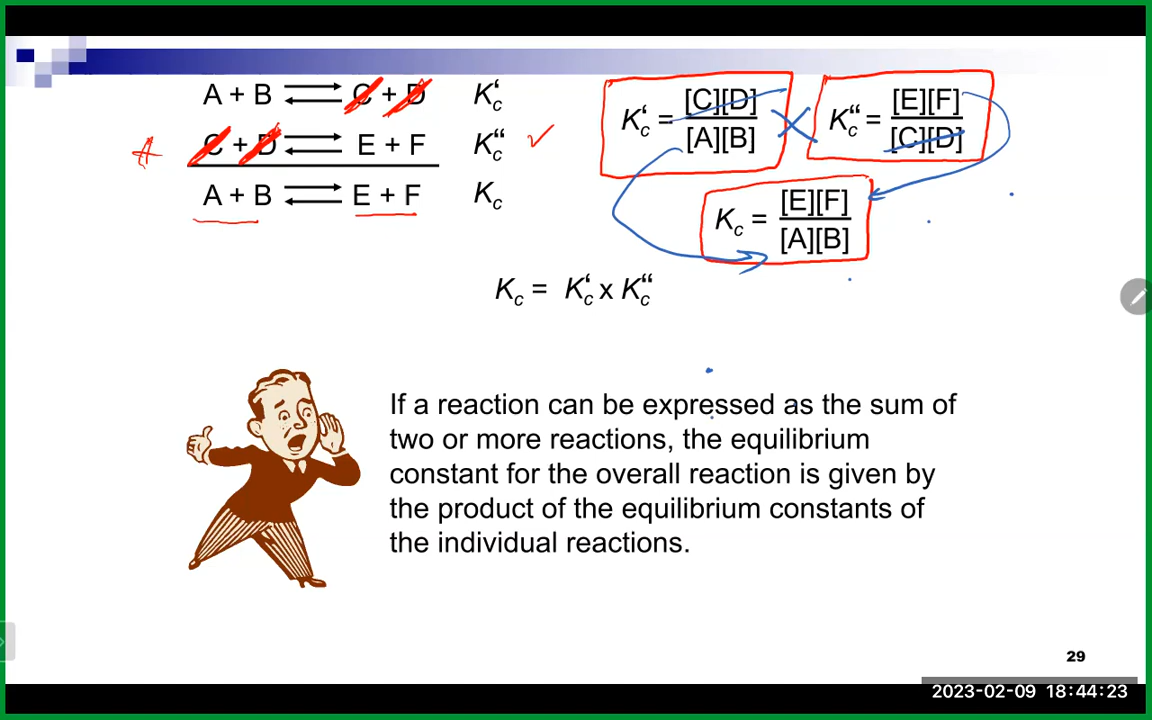 A + B ⇌ C + D K'c K'c = [C][D] / [A][B] K"c = [E][F] / [C][D]
+ C + D ⇌ E + F K"c ✓
A + B ⇌ E + F Kc Kc = [E][F] / [A][B]
Kc = K'c x K"c
If a reaction can be expressed as the sum of
two or more reactions, the equilibrium
constant for the overall reaction is given by
the product of the equilibrium constants of
the individual reactions.
29
2023-02-09 18:44:23